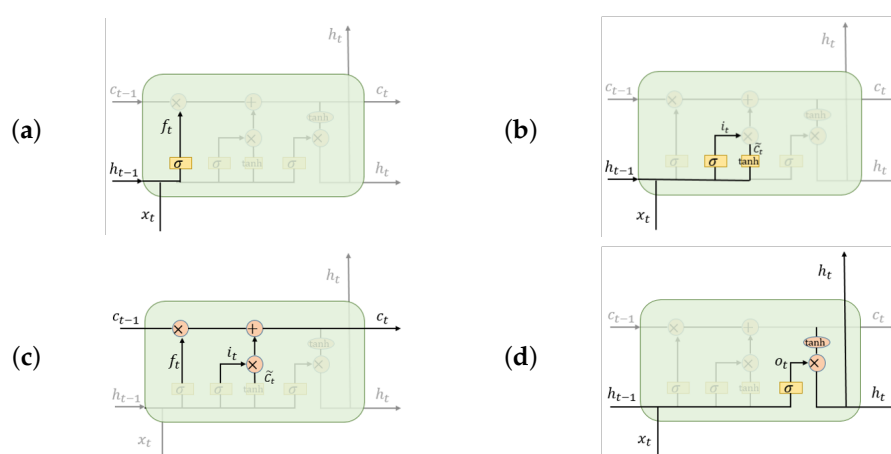 (a)
h_t
c_{t-1}
c_t
f_t
tanh
σ
σ
tanh
σ
h_{t-1}
h_t
x_t
(b)
h_t
c_{t-1}
c_t
i_t
tanh
c̃_t
σ
σ
tanh
σ
h_{t-1}
h_t
x_t
(c)
h_t
c_{t-1}
c_t
f_t
i_t
tanh
c̃_t
σ
σ
tanh
σ
h_{t-1}
h_t
x_t
(d)
h_t
c_{t-1}
c_t
tanh
o_t
σ
σ
tanh
σ
h_{t-1}
h_t
x_t